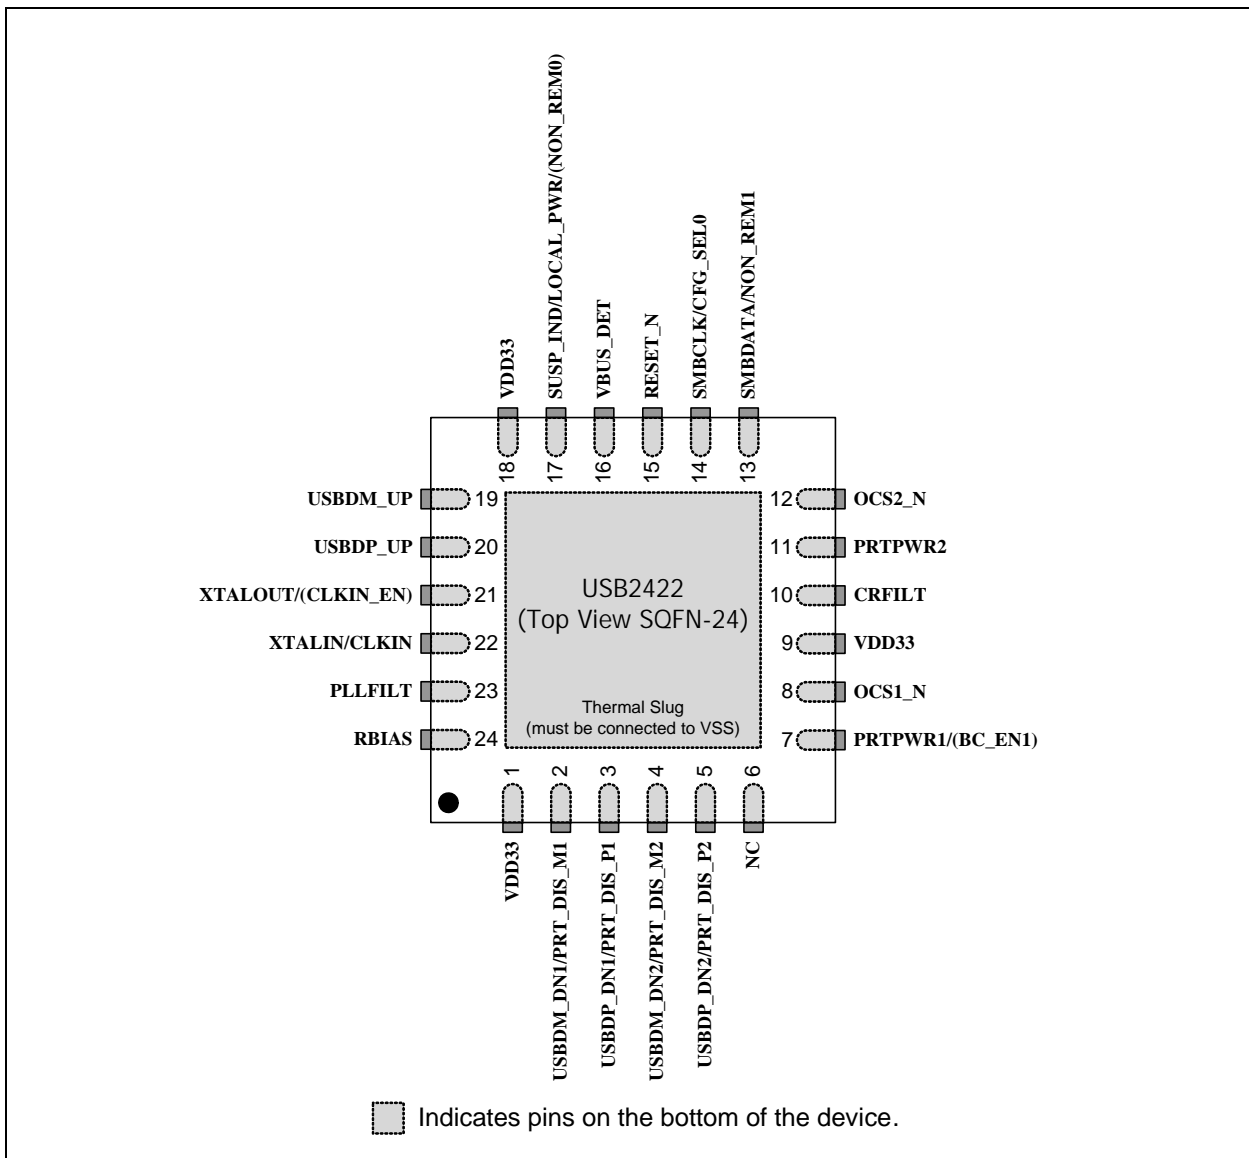 VDD33
SUSP_IND/LOCAL_PWR/(NON_REM0)
VBUS_DET
RESET_N
SMBCLK/CFG_SEL0
SMBDATA/NON_REM1
18
17
16
15
14
13
USBDM_UP 19
USBDP_UP 20
XTALOUT/(CLKIN_EN) 21
XTALIN/CLKIN 22
PLLFILT 23
RBIAS 24
USB2422
(Top View SQFN-24)
Thermal Slug
(must be connected to VSS)
12 OCS2_N
11 PRTPWR2
10 CRFILT
9 VDD33
8 OCS1_N
7 PRTPWR1/(BC_EN1)
1
2
3
4
5
6
VDD33
USBDM_DN1/PRT_DIS_M1
USBDP_DN1/PRT_DIS_P1
USBDM_DN2/PRT_DIS_M2
USBDP_DN2/PRT_DIS_P2
NC
Indicates pins on the bottom of the device.